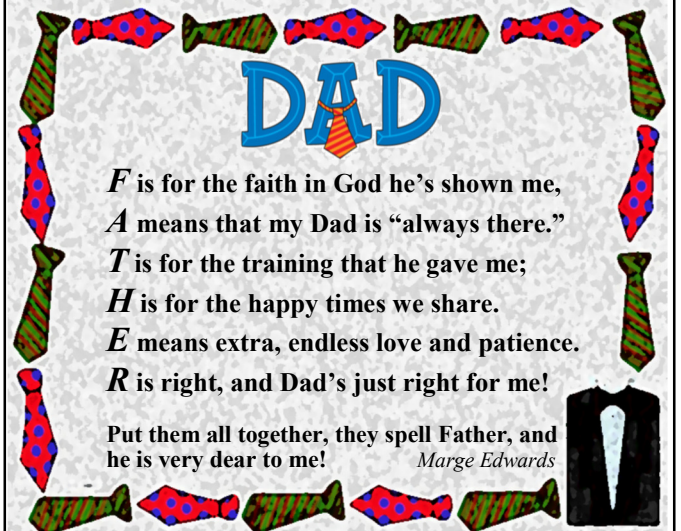 DAD
F is for the faith in God he’s shown me,
A means that my Dad is “always there.”
T is for the training that he gave me;
H is for the happy times we share.
E means extra, endless love and patience.
R is right, and Dad’s just right for me!
Put them all together, they spell Father, and
he is very dear to me! Marge Edwards